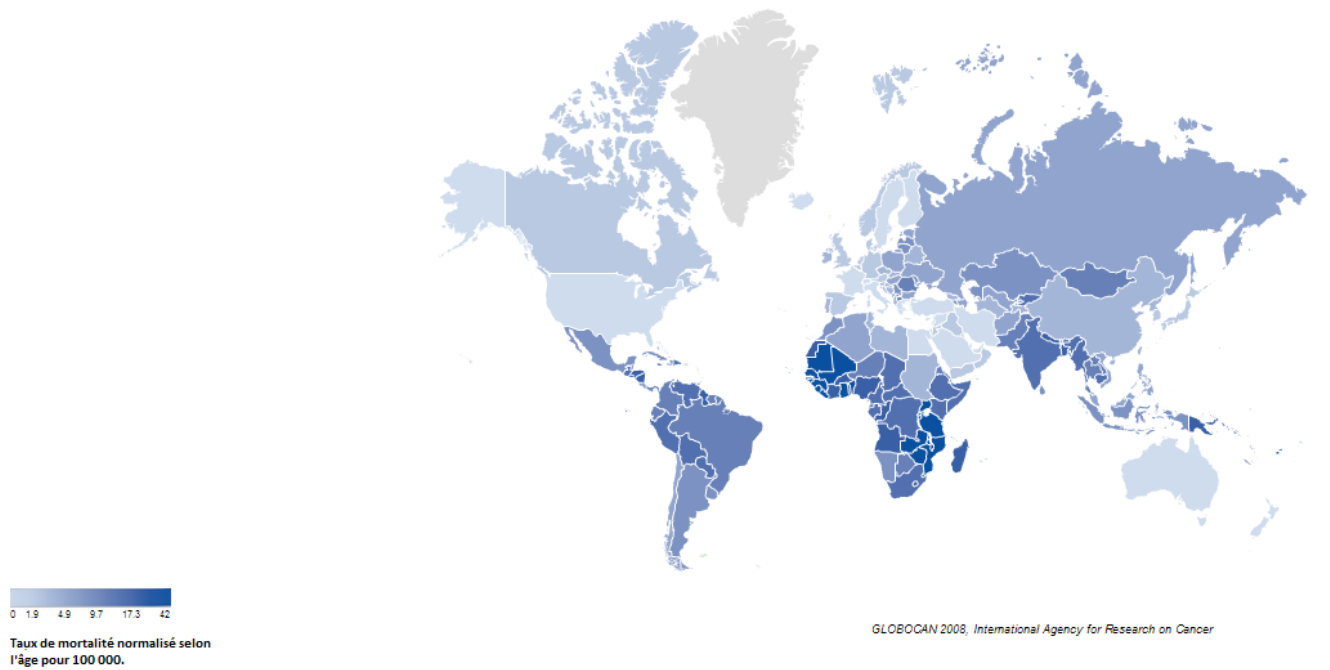 0 1.9 4.9 9.7 17.3 42
Taux de mortalité normalisé selon
l'âge pour 100 000.
GLOBOCAN 2008, International Agency for Research on Cancer